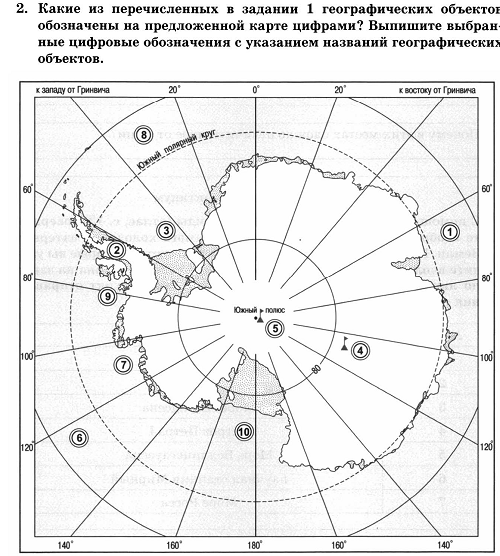 2. Какие из перечисленных в задании 1 географических объектов
обозначены на предложенной карте цифрами? Выпишите выбран-
ные цифровые обозначения с указанием названий географических
объектов.
к западу от Гринвича 20° 0° 20° к востоку от Гринвича
8
Южный полярный круг
60° 60°
3 1
2
80° 80°
9
Южный полюс
5
4
100° 100°
7
80
6 10
120° 120°
140° 160° 180° 160° 140°